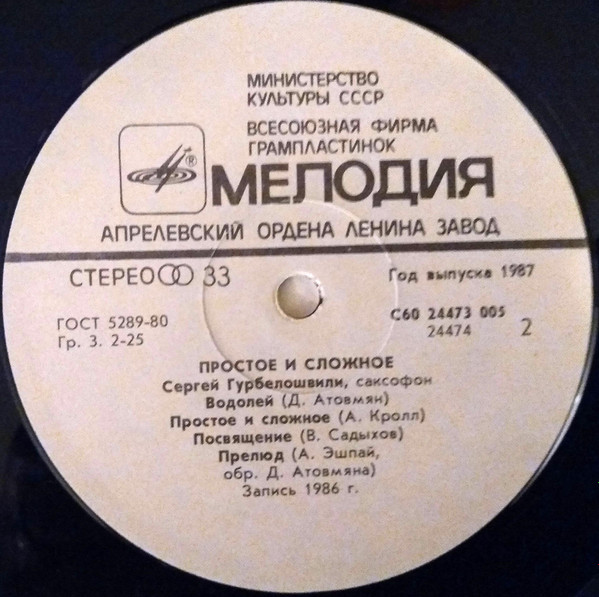 МИНИСТЕРСТВО
КУЛЬТУРЫ СССР
ВСЕСОЮЗНАЯ ФИРМА
ГРАМПЛАСТИНОК
®
МЕЛОДИЯ
АПРЕЛЕВСКИЙ ОРДЕНА ЛЕНИНА ЗАВОД
СТЕРЕО 33
Год выпуска 1987
ГОСТ 5289-80
Гр. 3. 2-25
С60 24473 005
24474
2
ПРОСТОЕ И СЛОЖНОЕ
Сергей Гурбелошвили, саксофон
Водолей (Д. Атовмян)
Простое и сложное (А. Кролл)
Посвящение (В. Садыхов)
Прелюд (А. Эшпай,
обр. Д. Атовмяна)
Запись 1986 г.